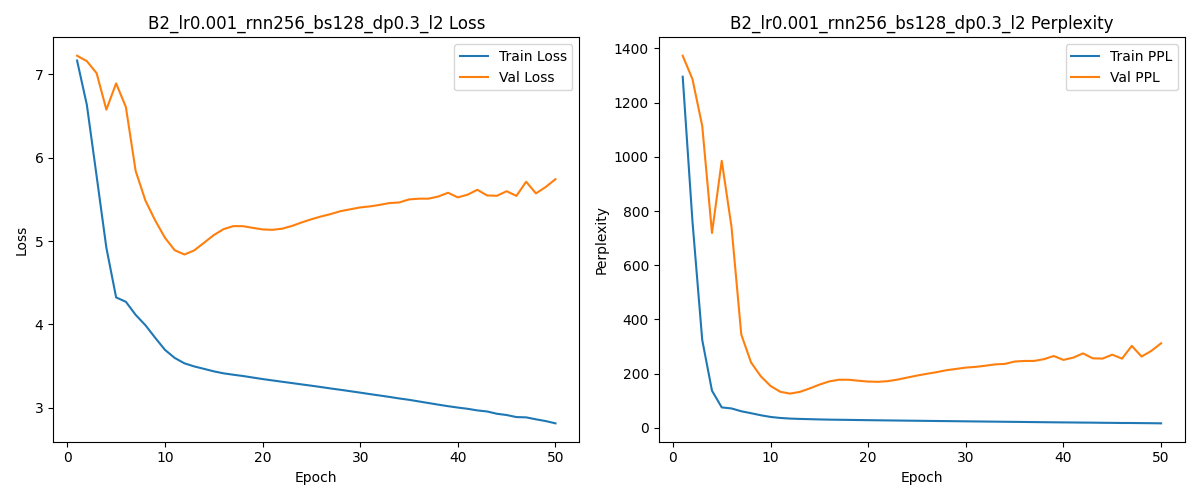 B2_lr0.001_rnn256_bs128_dp0.3_l2 Loss
Train Loss
Val Loss
7
6
5
4
3
Loss
0
10
20
30
40
50
Epoch
B2_lr0.001_rnn256_bs128_dp0.3_l2 Perplexity
Train PPL
Val PPL
1400
1200
1000
800
600
400
200
0
Perplexity
0
10
20
30
40
50
Epoch